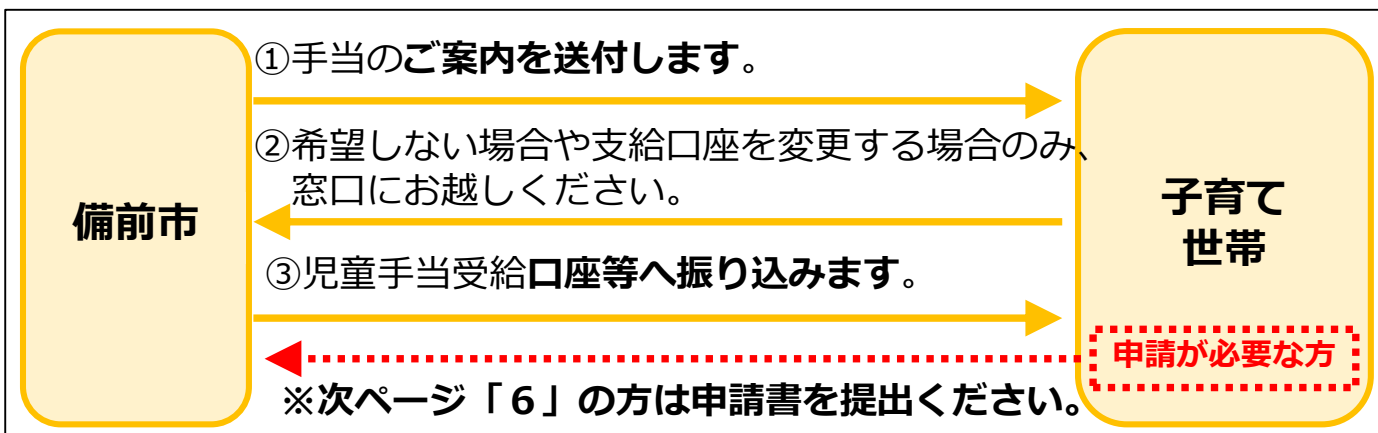 備前市
①手当のご案内を送付します。
②希望しない場合や支給口座を変更する場合のみ、
窓口にお越しください。
③児童手当受給口座等へ振り込みます。
子育て
世帯
申請が必要な方
※次ページ「６」の方は申請書を提出ください。